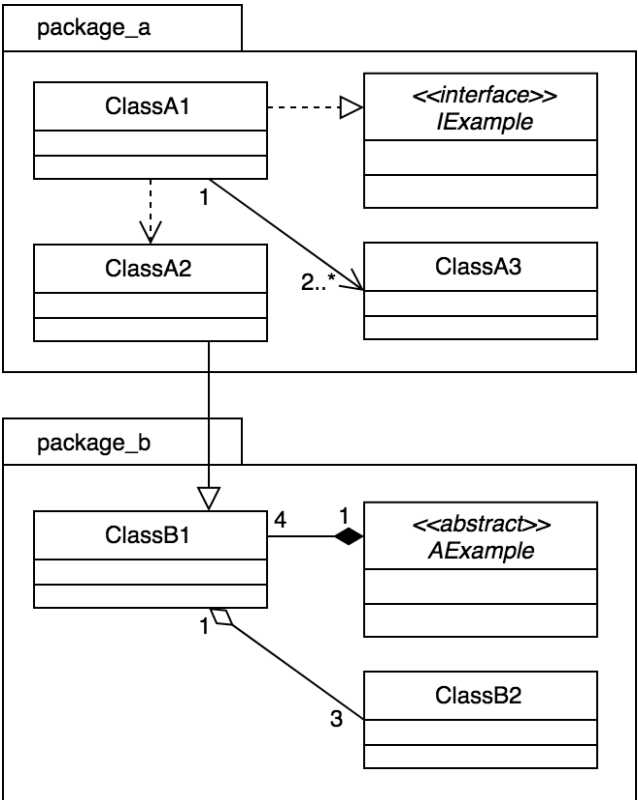 package_a
ClassA1
<<interface>>
IExample
1
ClassA2
2..*
ClassA3
package_b
ClassB1
4
1
<<abstract>>
AExample
1
ClassB2
3